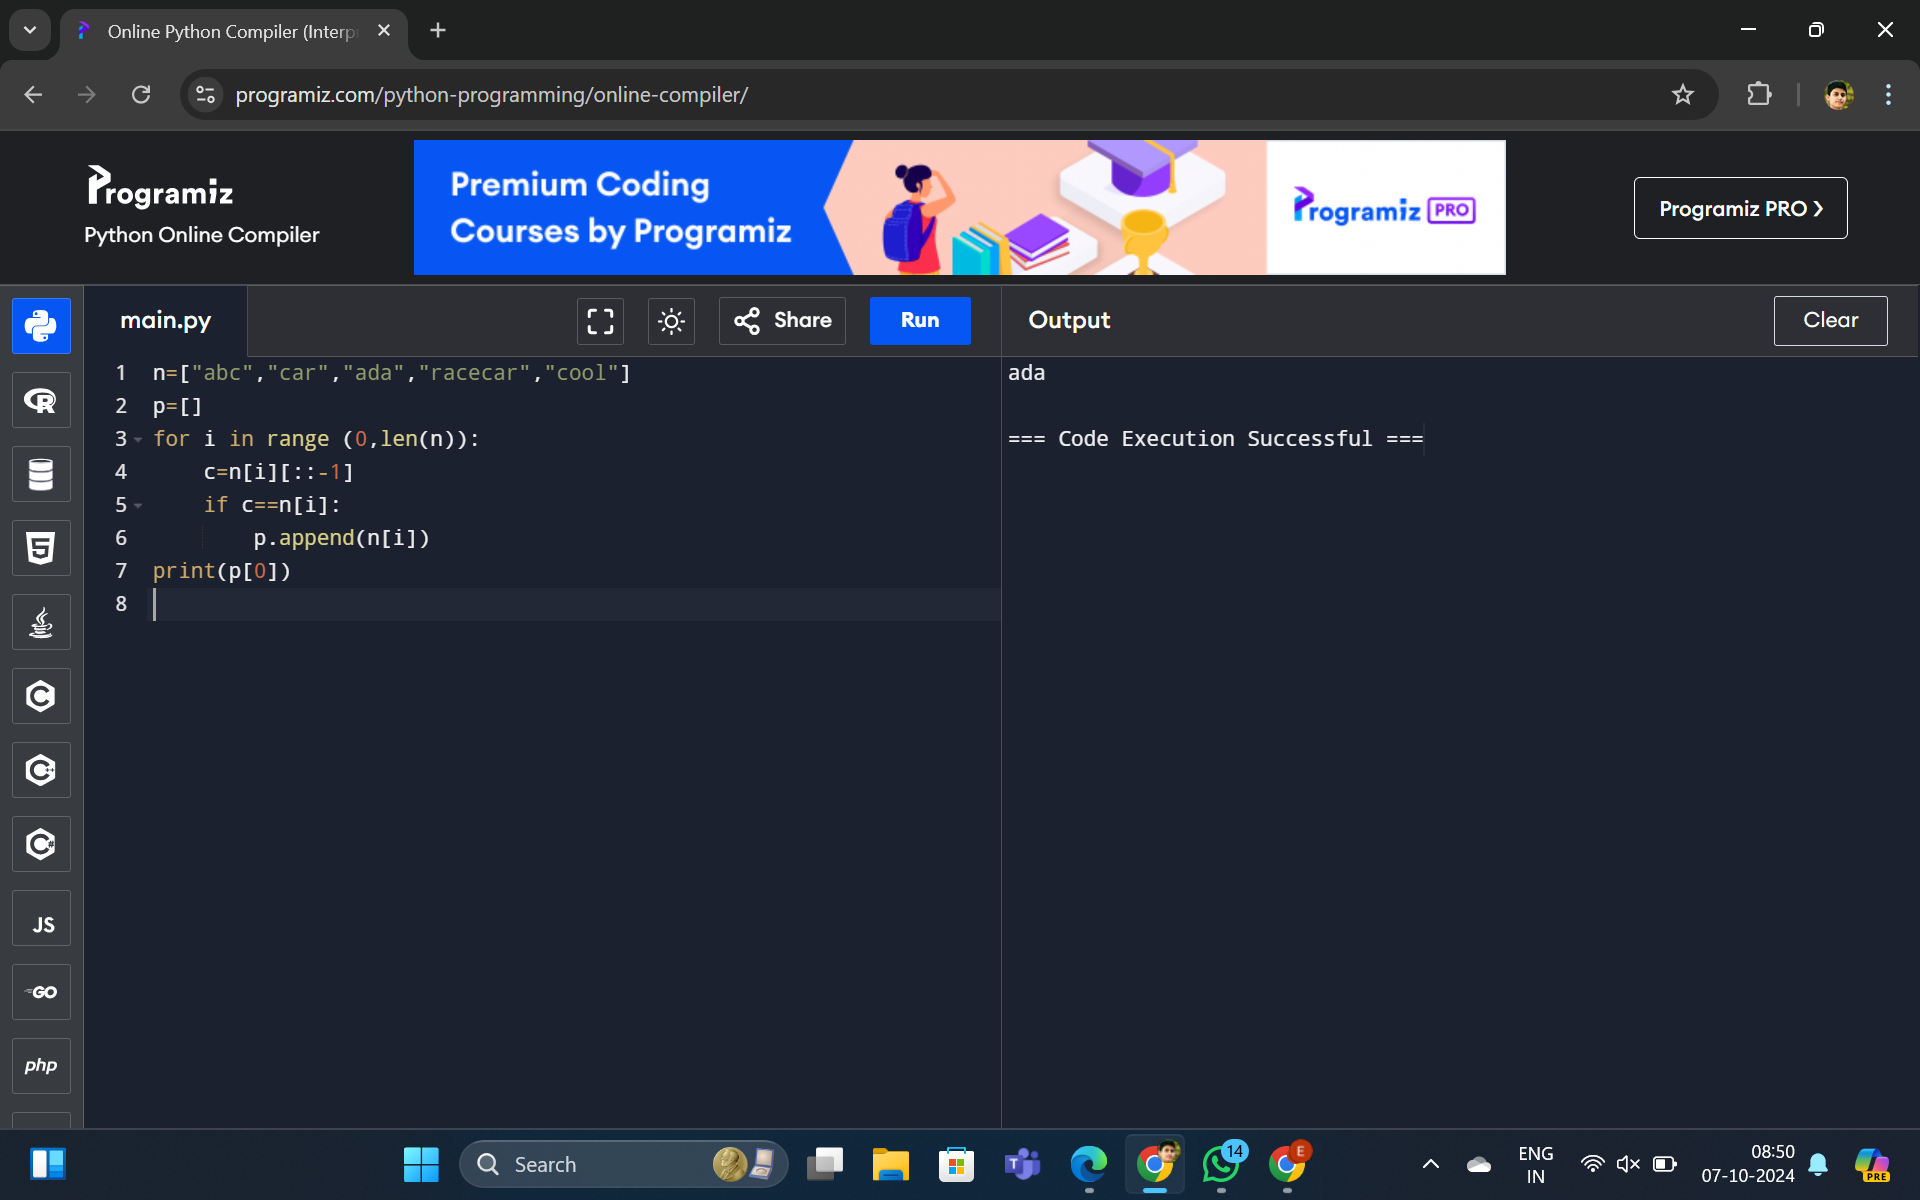 Online Python Compiler (Interp
programiz.com/python-programming/online-compiler/
Programiz
Python Online Compiler
Premium Coding
Courses by Programiz
Programiz PRO
Programiz PRO ❯
main.py
Share
Run
Output
Clear
1 n=["abc","car","ada","racecar","cool"]
2 p=[]
3 for i in range (0,len(n)):
4 c=n[i][::-1]
5 if c==n[i]:
6 p.append(n[i])
7 print(p[0])
8
ada
=== Code Execution Successful ===
R
5
C
C++
C#
JS
GO
php
Search
T
14
E
ENG
IN
08:50
07-10-2024
PRE